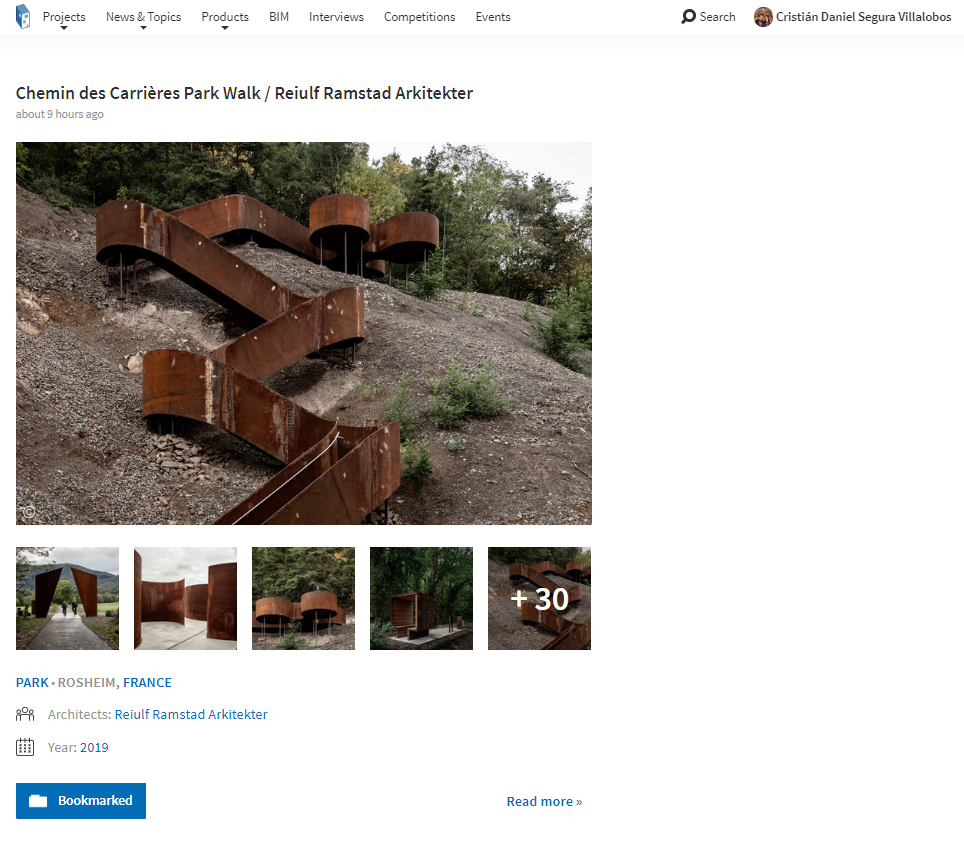 Projects News & Topics Products BIM Interviews Competitions Events Search Cristián Daniel Segura Villalobos
Chemin des Carrières Park Walk / Reiulf Ramstad Arkitekter
about 9 hours ago
©
+ 30
PARK • ROSHEIM, FRANCE
Architects: Reiulf Ramstad Arkitekter
Year: 2019
Bookmarked Read more »